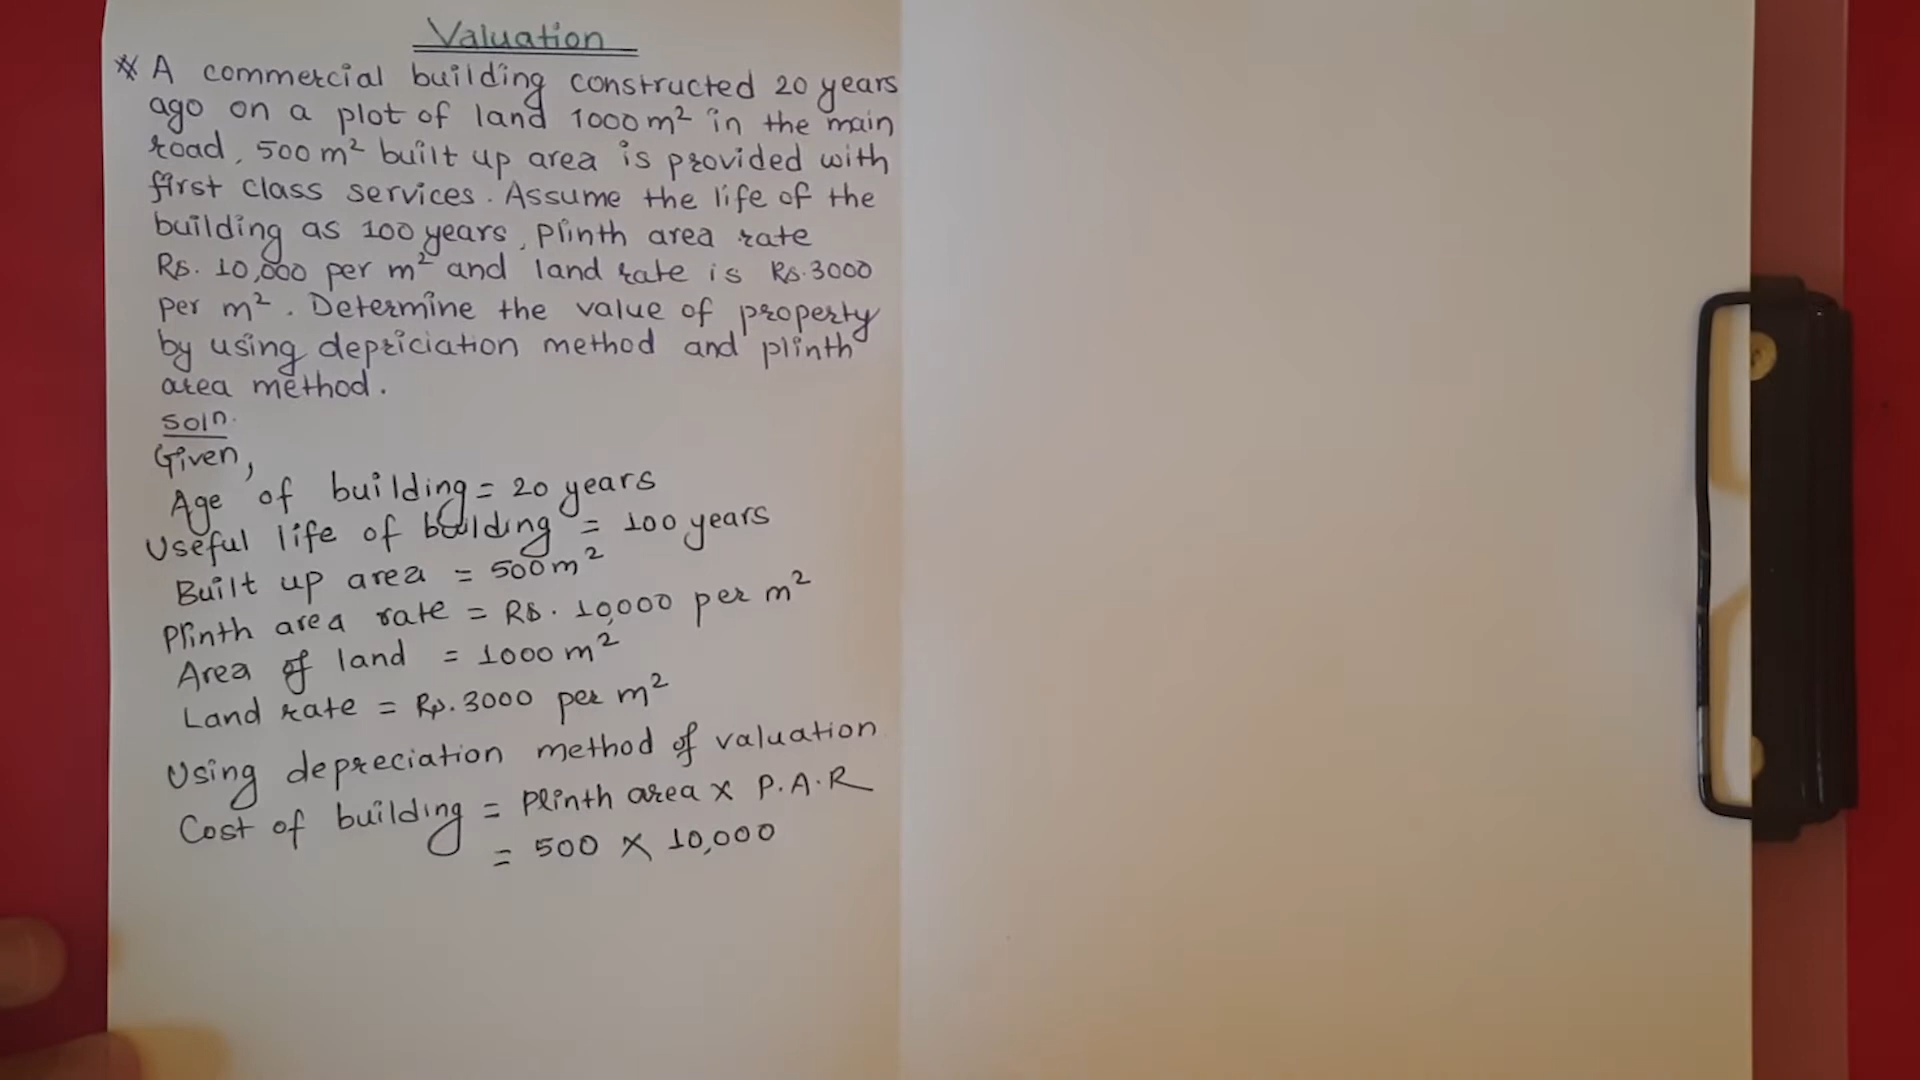 Valuation
* A commercial building constructed 20 years
ago on a plot of land 1000 m² in the main
road, 500 m² built up area is provided with
first class services. Assume the life of the
building as 100 years, Plinth area rate
Rs. 10,000 per m² and land rate is Rs. 3000
per m². Determine the value of property
by using depriciation method and plinth
area method.
Soln.
Given,
Age of building = 20 years
Useful life of building = 100 years
Built up area = 500 m²
Plinth area rate = Rs. 10,000 per m²
Area of land = 1000 m²
Land rate = Rs. 3000 per m²
Using depreciation method of valuation
Cost of building = Plinth area x P.A.R
= 500 x 10,000